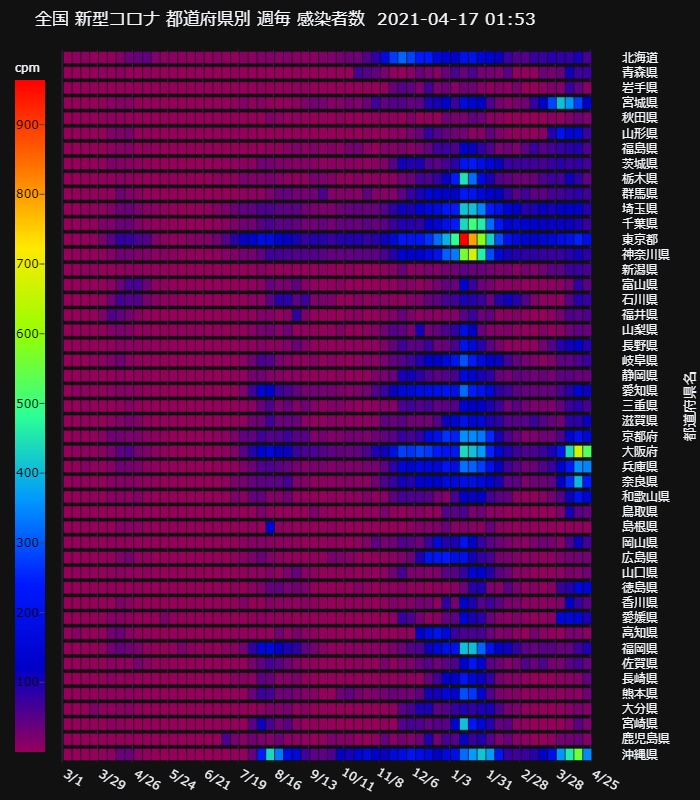 全国 新型コロナ 都道府県別 週毎 感染者数 2021-04-17 01:53
cpm
900
800
700
600
500
400
300
200
100
北海道
青森県
岩手県
宮城県
秋田県
山形県
福島県
茨城県
栃木県
群馬県
埼玉県
千葉県
東京都
神奈川県
新潟県
富山県
石川県
福井県
山梨県
長野県
岐阜県
静岡県
愛知県
三重県
滋賀県
京都府
大阪府
兵庫県
奈良県
和歌山県
鳥取県
島根県
岡山県
広島県
山口県
徳島県
香川県
愛媛県
高知県
福岡県
佐賀県
長崎県
熊本県
大分県
宮崎県
鹿児島県
沖縄県
都道府県名
3/1 3/29 4/26 5/24 6/21 7/19 8/16 9/13 10/11 11/8 12/6 1/3 1/31 2/28 3/28 4/25